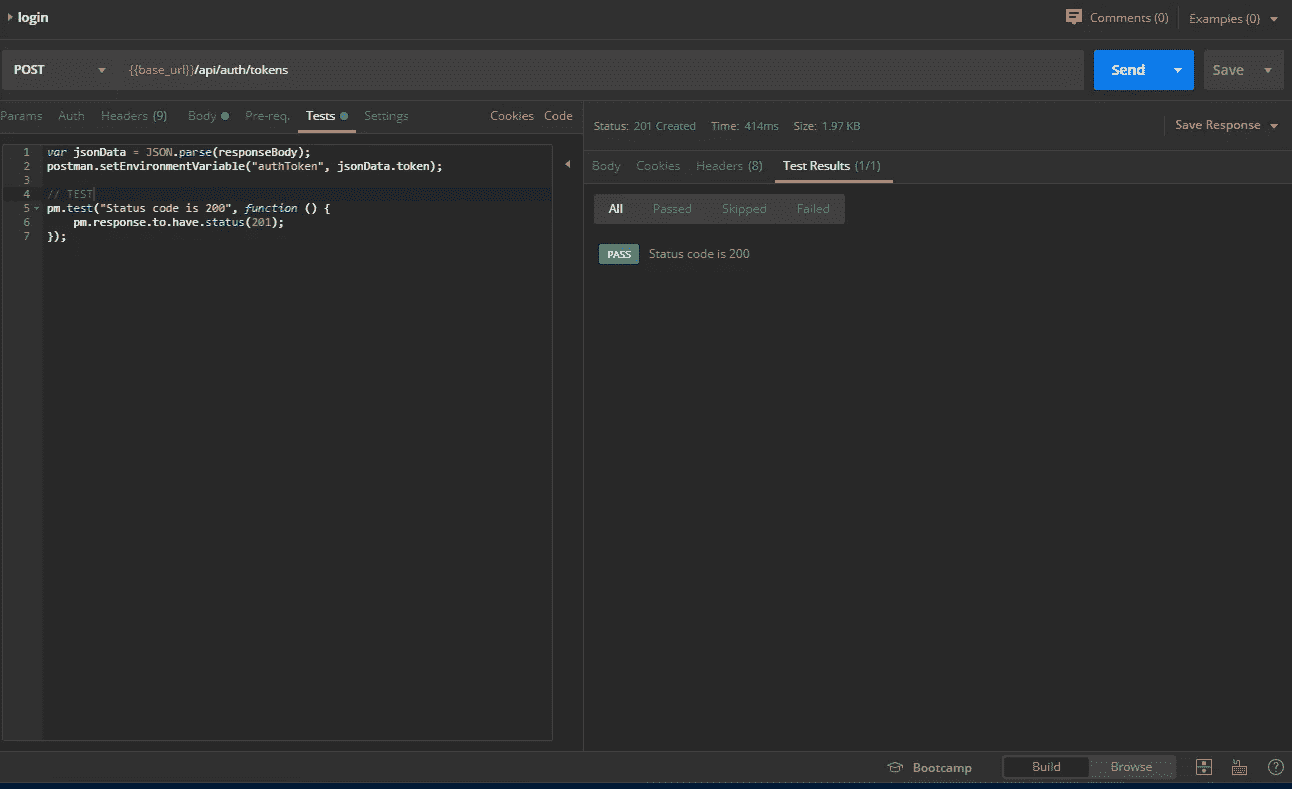 login
Comments (0)
Examples (0)
POST
{{base_url}}/api/auth/tokens
Send
Save
Params Auth Headers (9) Body Pre-req. Tests Settings Cookies Code
1 var jsonData = JSON.parse(responseBody);
2 postman.setEnvironmentVariable("authToken", jsonData.token);
3
4 // TEST
5 pm.test("Status code is 200", function () {
6 pm.response.to.have.status(201);
7 });
Status: 201 Created Time: 414ms Size: 1.97 KB
Save Response
Body Cookies Headers (8) Test Results (1/1)
All Passed Skipped Failed
PASS Status code is 200
Bootcamp
Build Browse
?